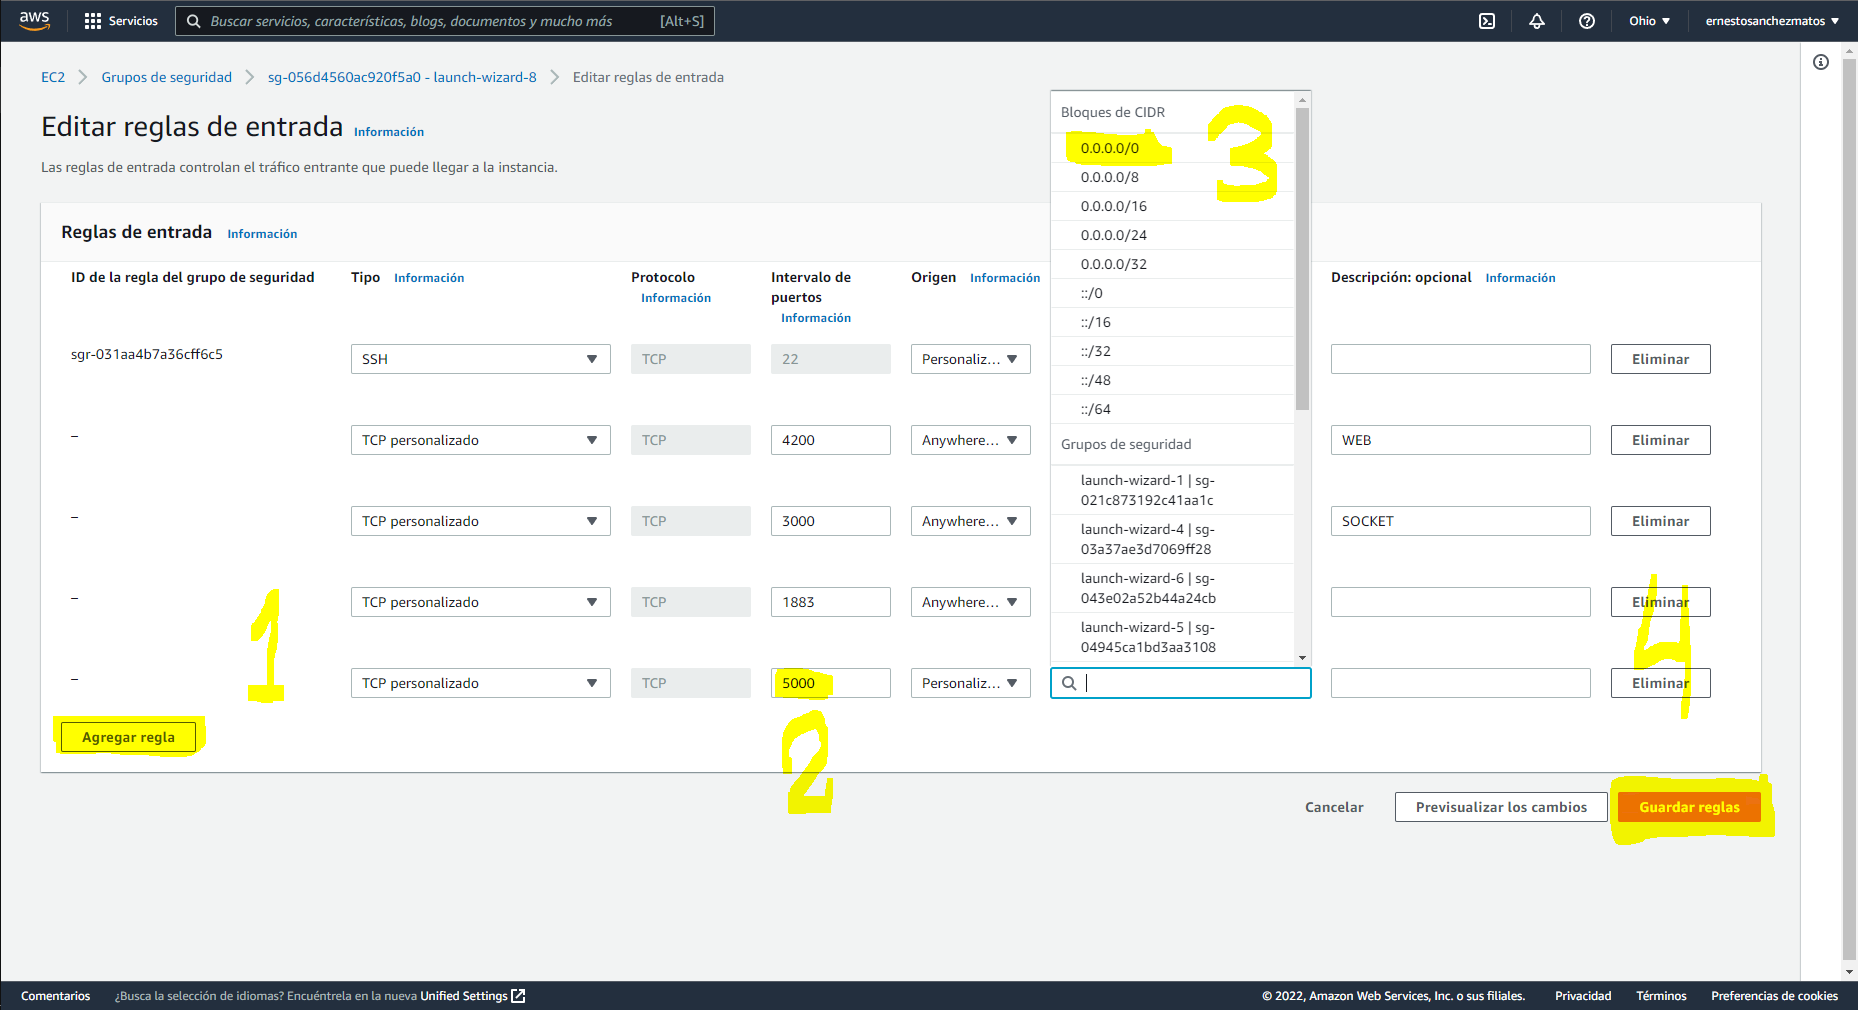 aws
Servicios
Buscar servicios, características, blogs, documentos y mucho más [Alt+S]
Ohio
ernestosanchezmatos
EC2
Grupos de seguridad
sg-056d4560ac920f5a0 - launch-wizard-8
Editar reglas de entrada
Editar reglas de entrada Información
Las reglas de entrada controlan el tráfico entrante que puede llegar a la instancia.
Reglas de entrada Información
ID de la regla del grupo de seguridad
Tipo Información
Protocolo
Información
Intervalo de
puertos
Información
Origen Información
Descripción: opcional Información
sgr-031aa4b7a36cff6c5
SSH
TCP
22
Personaliz...
Eliminar
–
TCP personalizado
TCP
4200
Anywhere...
WEB
Eliminar
–
TCP personalizado
TCP
3000
Anywhere...
SOCKET
Eliminar
–
TCP personalizado
TCP
1883
Anywhere...
Eliminar
–
TCP personalizado
TCP
5000
Personaliz...
Eliminar
Bloques de CIDR
0.0.0.0/0
0.0.0.0/8
0.0.0.0/16
0.0.0.0/24
0.0.0.0/32
::/0
::/16
::/32
::/48
::/64
Grupos de seguridad
launch-wizard-1 | sg-
021c873192c41aa1c
launch-wizard-4 | sg-
03a37ae3d7069ff28
launch-wizard-6 | sg-
043e02a52b44a24cb
launch-wizard-5 | sg-
04945ca1bd3aa3108
1
2
3
4
Agregar regla
Cancelar
Previsualizar los cambios
Guardar reglas
Comentarios
¿Busca la selección de idiomas? Encuéntrela en la nueva Unified Settings
© 2022, Amazon Web Services, Inc. o sus filiales.
Privacidad
Términos
Preferencias de cookies